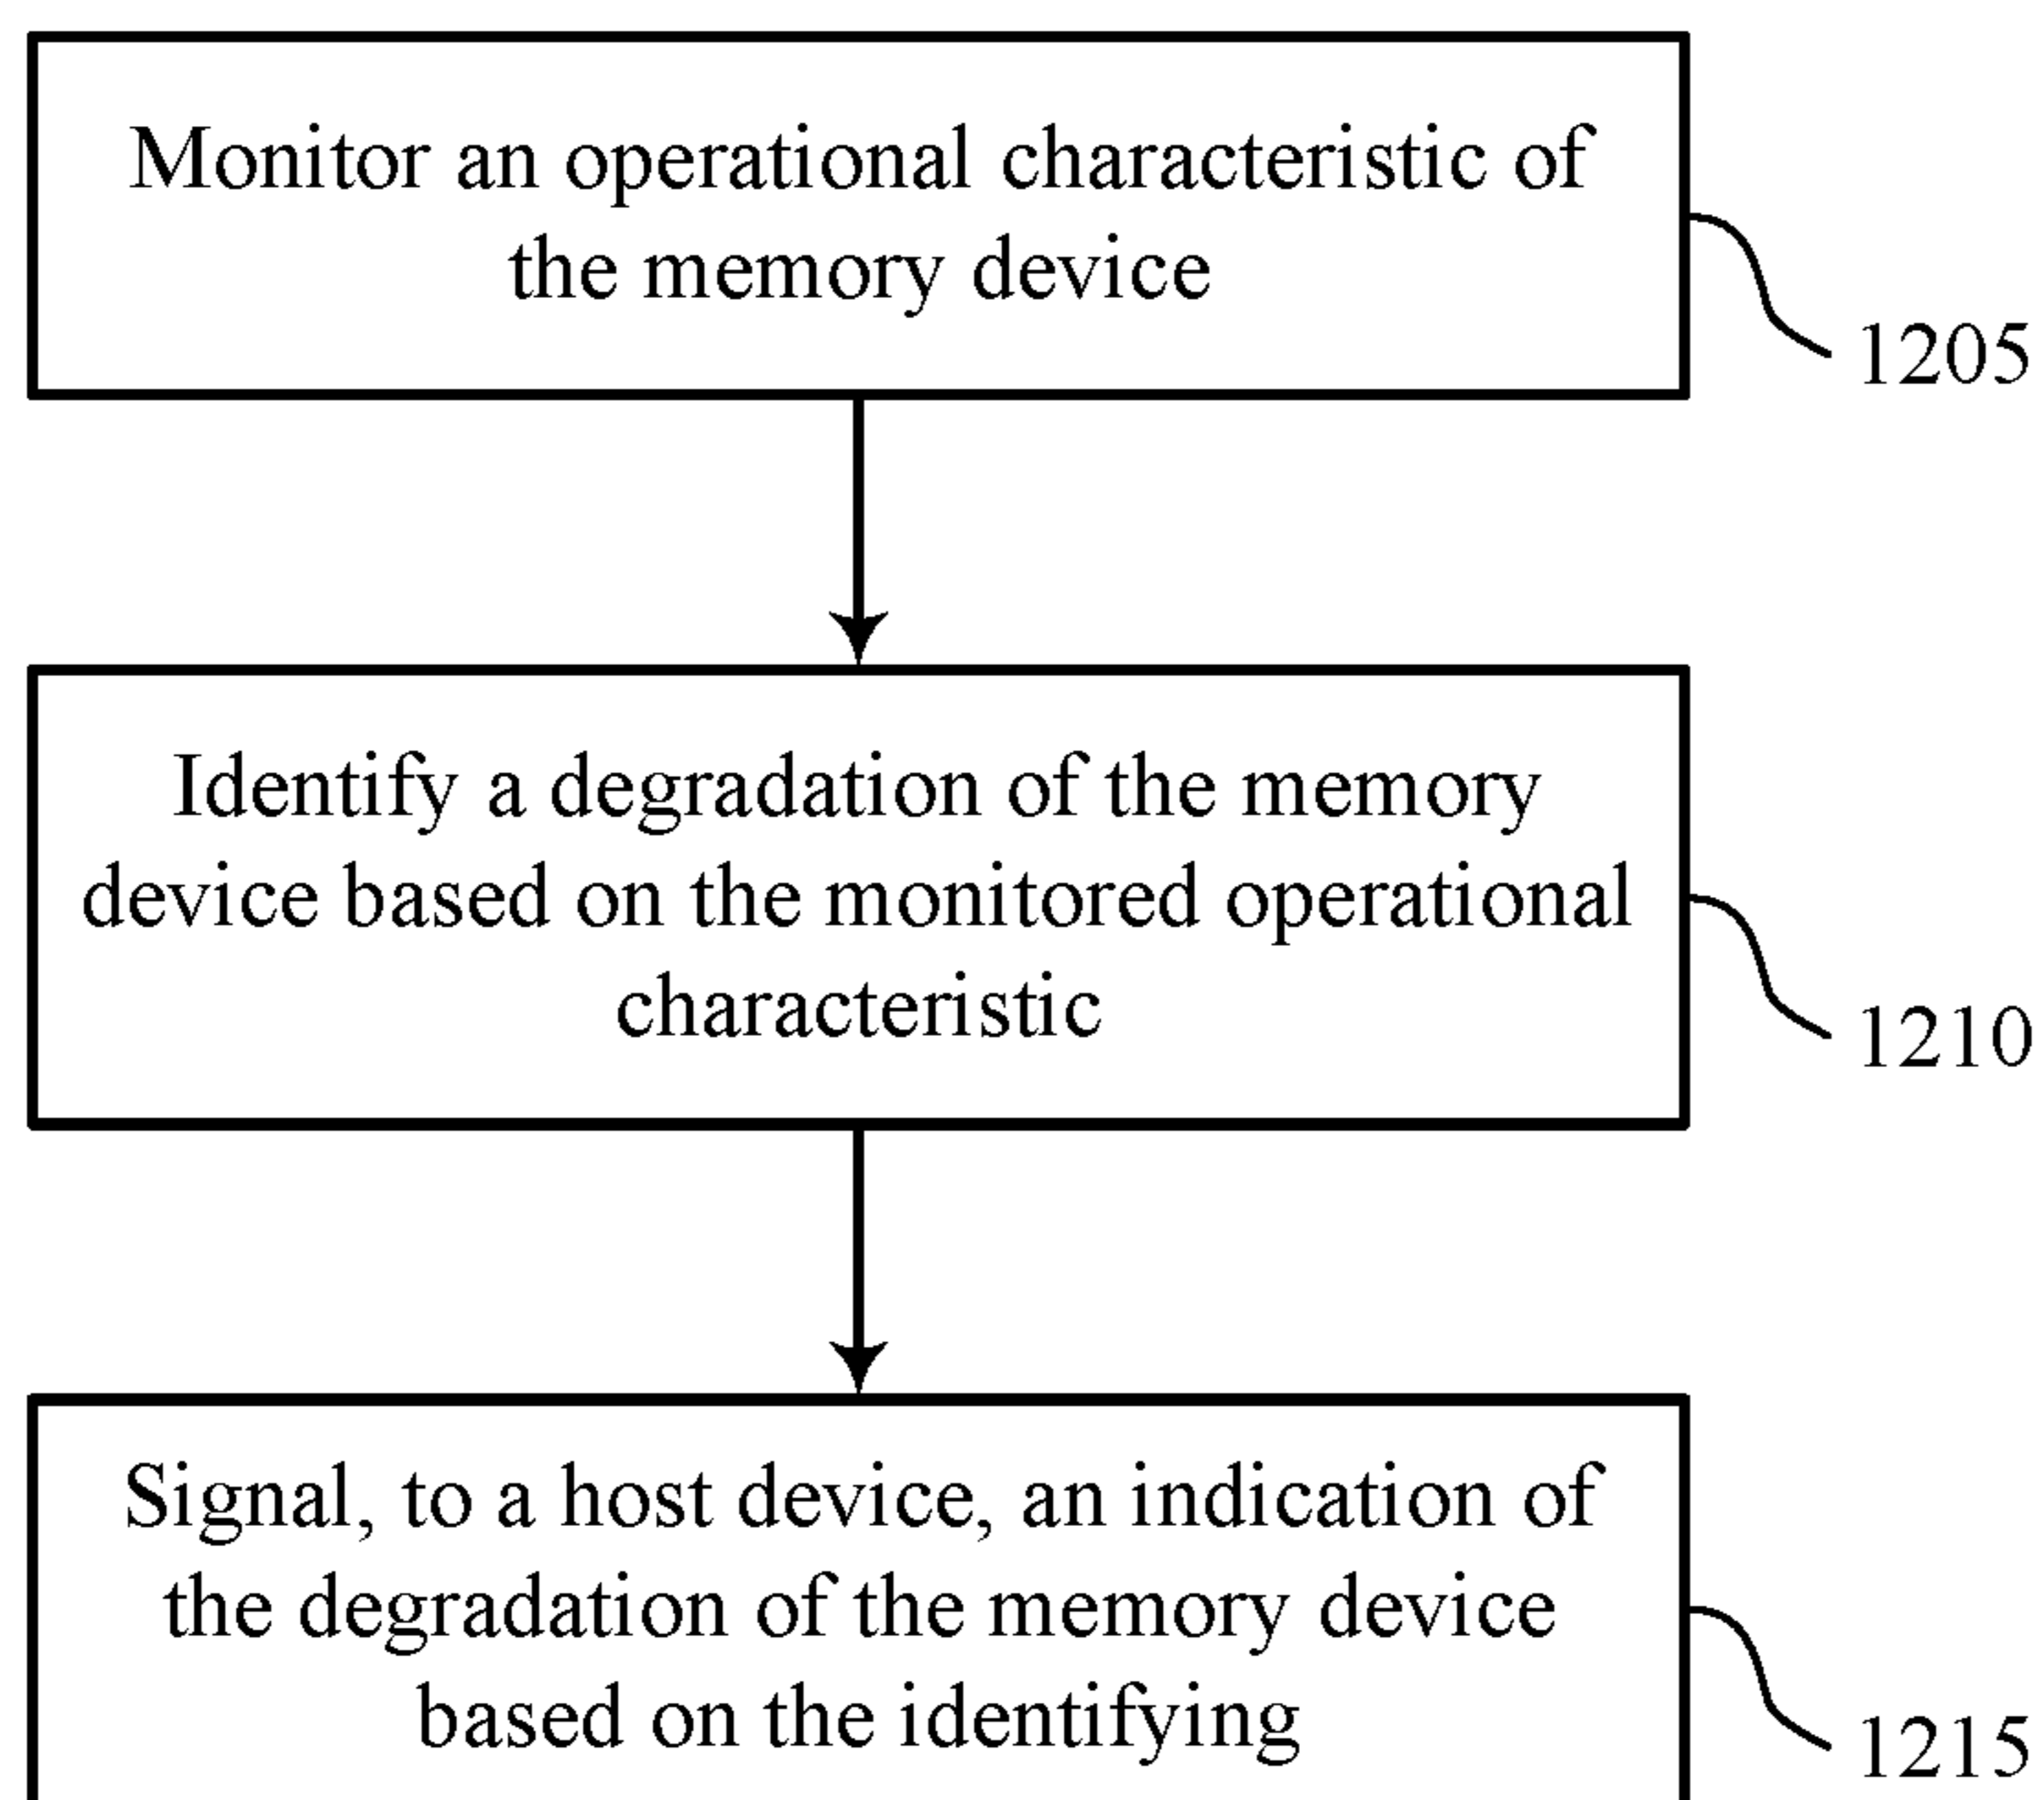 Monitor an operational characteristic of
the memory device
1205
Identify a degradation of the memory
device based on the monitored operational
characteristic
1210
Signal, to a host device, an indication of
the degradation of the memory device
based on the identifying
1215